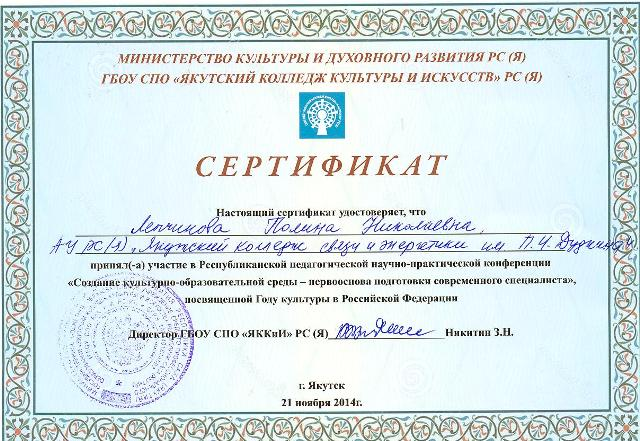 МИНИСТЕРСТВО КУЛЬТУРЫ И ДУХОВНОГО РАЗВИТИЯ РС (Я)
ГБОУ СПО «ЯКУТСКИЙ КОЛЛЕДЖ КУЛЬТУРЫ И ИСКУССТВ» РС (Я)
СЕРТИФИКАТ
Настоящий сертификат удостоверяет, что
Полина Николаевна,
АУ РС(Я), Якутский колледж связи и энергетики им П.И. Дудкина
принял(-а) участие в Республиканской педагогической научно-практической конференции
«Создание культурно-образовательной среды – первооснова подготовки современного специалиста»,
посвященной Году культуры в Российской Федерации
Директор ГБОУ СПО «ЯККиИ» РС (Я) Никитин З.Н.
г. Якутск
21 ноября 2014г.